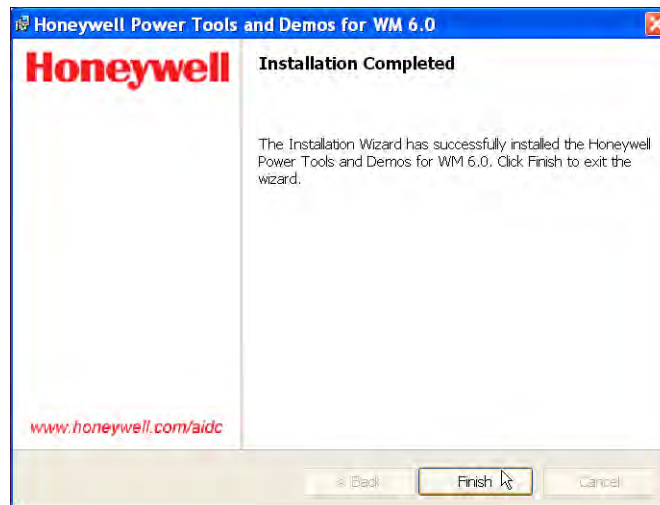 Honeywell Power Tools and Demos for WM 6.0
Honeywell
Installation Completed
The Installation Wizard has successfully installed the Honeywell
Power Tools and Demos for WM 6.0. Click Finish to exit the
wizard.
www.honeywell.com/aidc
< Back
Finish
Cancel